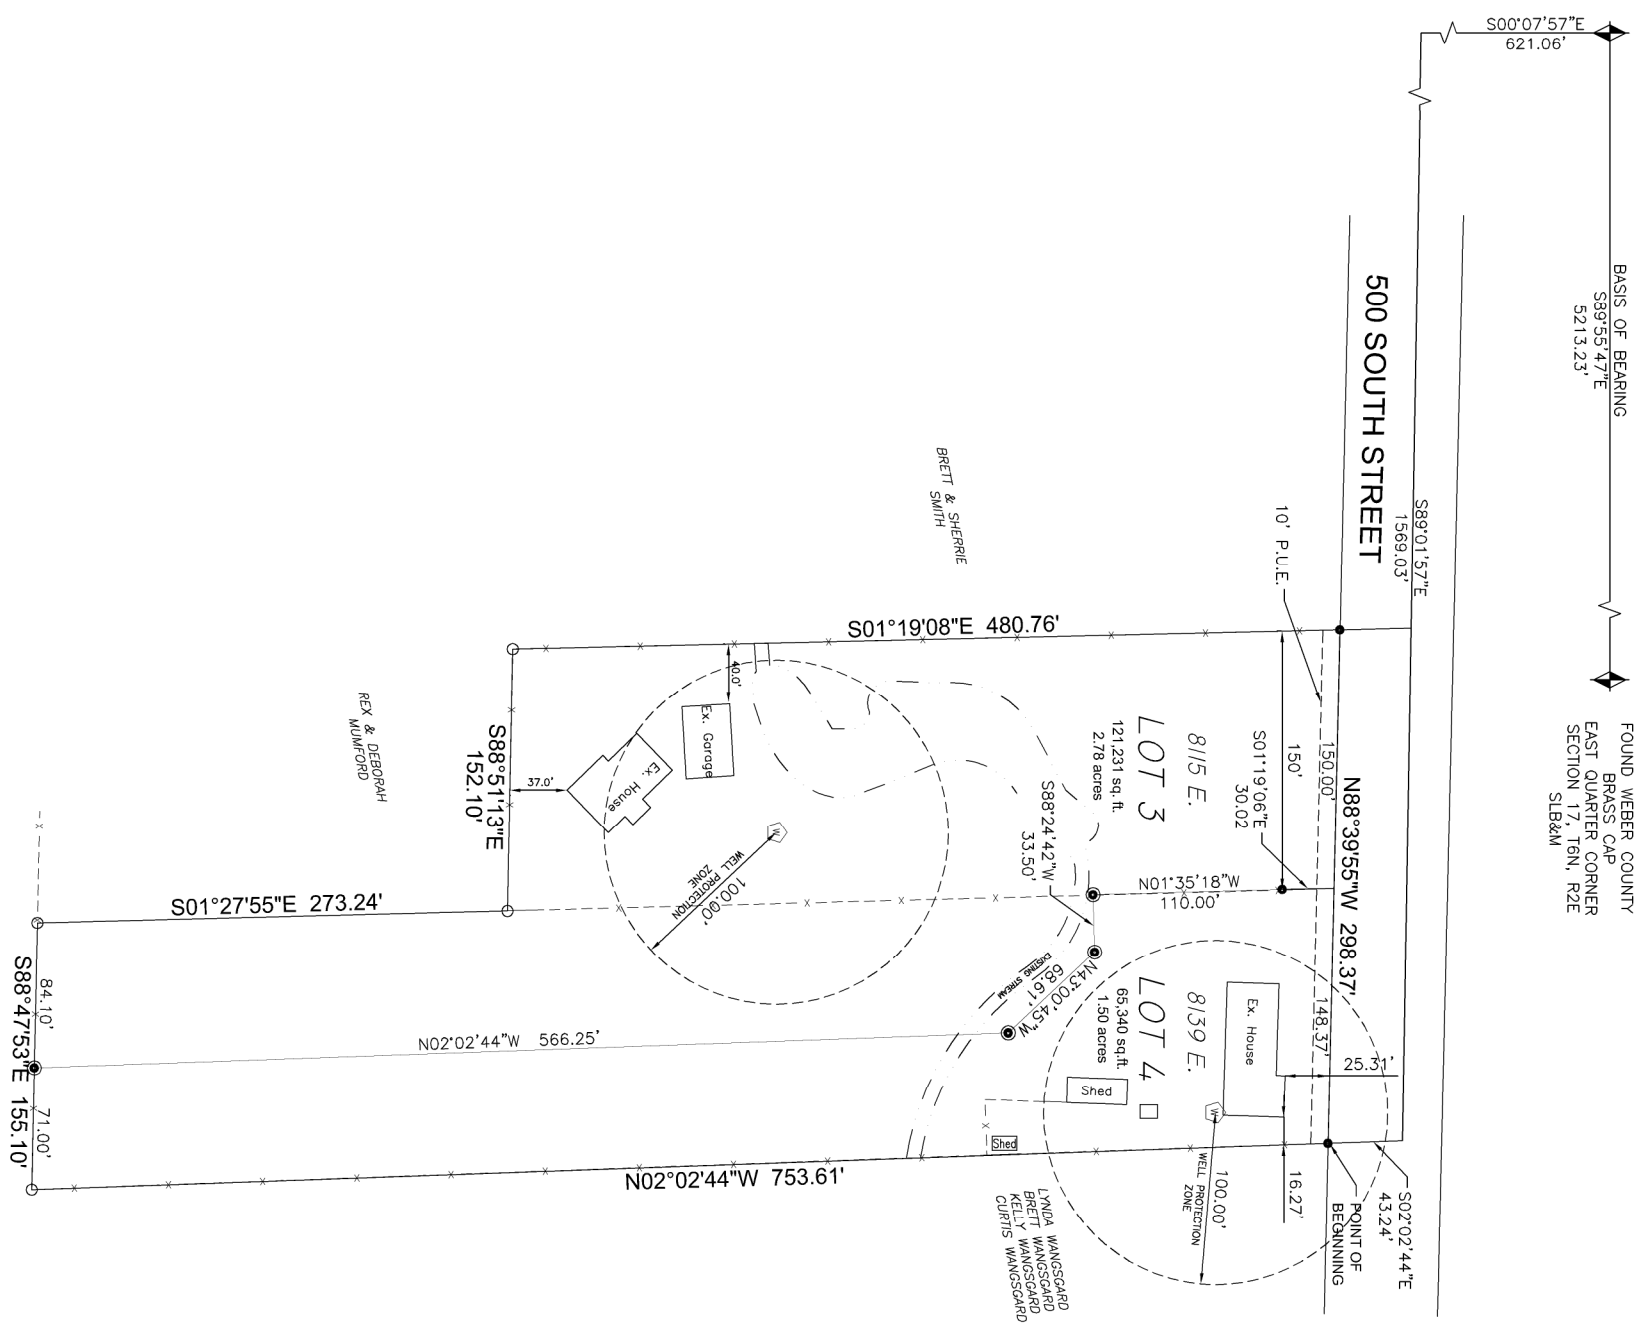 S00°07'57"E
621.06'
BASIS OF BEARING
S89°55'47"E
5213.23'
FOUND WEBER COUNTY
BRASS CAP
EAST QUARTER CORNER
SECTION 17, T6N, R2E
SLB&M
500 SOUTH STREET
S89°01'57"E
1569.03'
10' P.U.E.
BRETT & SHERRIE
SMITH
S01°19'08"E 480.76'
N88°39'55"W 298.37'
150.00'
150'
S01°19'06"E
30.02
8115 E.
LOT 3
121,231 sq.ft.
2.78 acres
S88°24'42"W
33.50'
N01°35'18"W
110.00'
40.0'
Ex. Garage
Ex. House
37.0'
W
WELL PROTECTION
ZONE
100.00'
REX & DEBORAH
MUMFORD
S88°51'13"E
152.10'
S01°27'55"E 273.24'
84.10'
S88°47'53"E 155.10'
71.00'
N02°02'44"W 566.25'
N02°02'44"W 753.61'
EXISTING STREAM
68.61'
N43°00'45"W
148.37'
Ex. House
8139 E.
LOT 4
65,340 sq.ft.
1.50 acres
Shed
Shed
25.31'
W
WELL PROTECTION
ZONE
100.00'
16.27'
POINT OF
BEGINNING
S02°02'44"E
43.24'
LYNDA WANGSGARD
BRETT WANGSGARD
KELLY WANGSGARD
CURTIS WANGSGARD